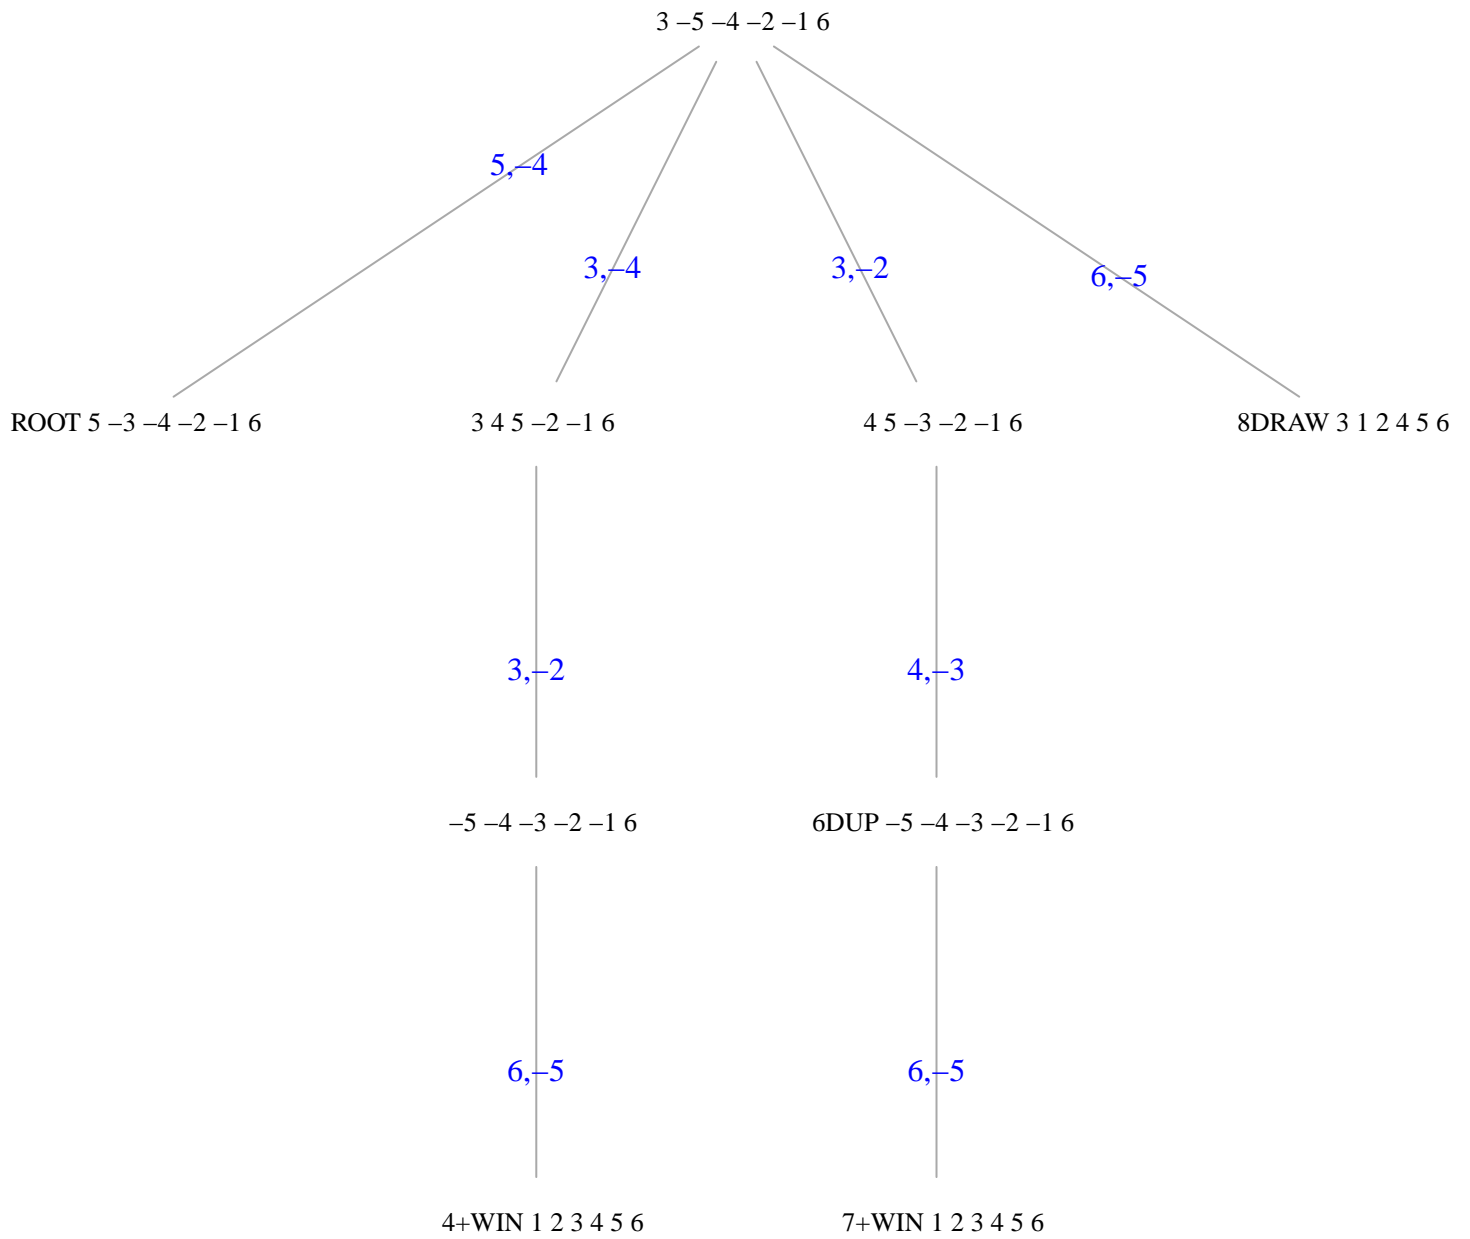 3 –5 –4 –2 –1 6
5,–4
3,–4
3,–2
6,–5
ROOT 5 –3 –4 –2 –1 6
3 4 5 –2 –1 6
4 5 –3 –2 –1 6
8DRAW 3 1 2 4 5 6
3,–2
4,–3
–5 –4 –3 –2 –1 6
6DUP –5 –4 –3 –2 –1 6
6,–5
6,–5
4+WIN 1 2 3 4 5 6
7+WIN 1 2 3 4 5 6